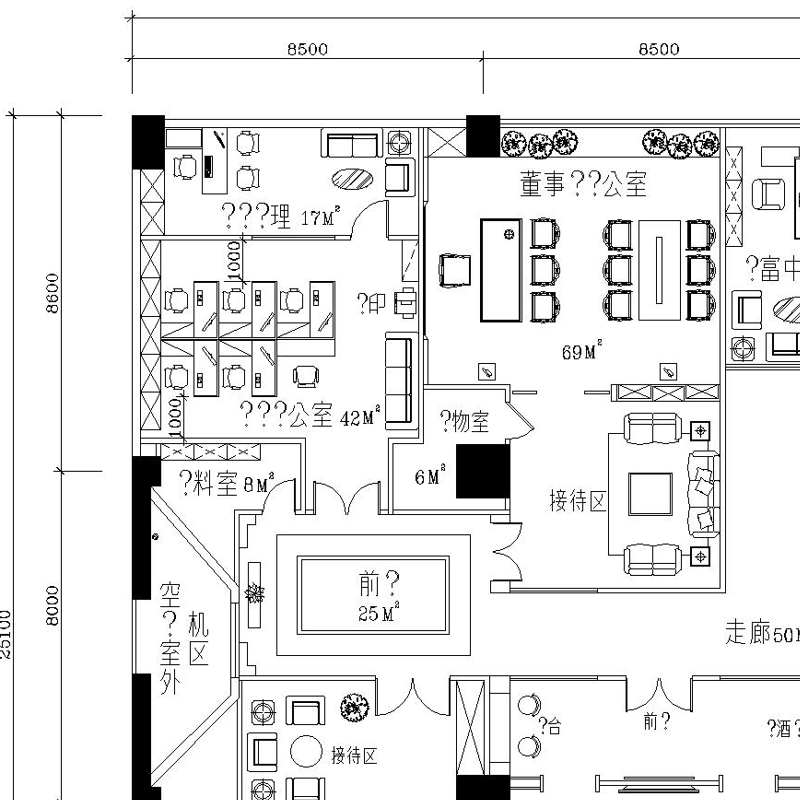 8500
8500
8600
8000
25100
董事??公室
???理 17M²
1000
?富中
?印
69M²
???公室 42M²
1000
?物室
6M²
?料室 8M²
接待区
前?
25M²
空?室外
机区
走廊50M
?台
前?
?酒?
接待区